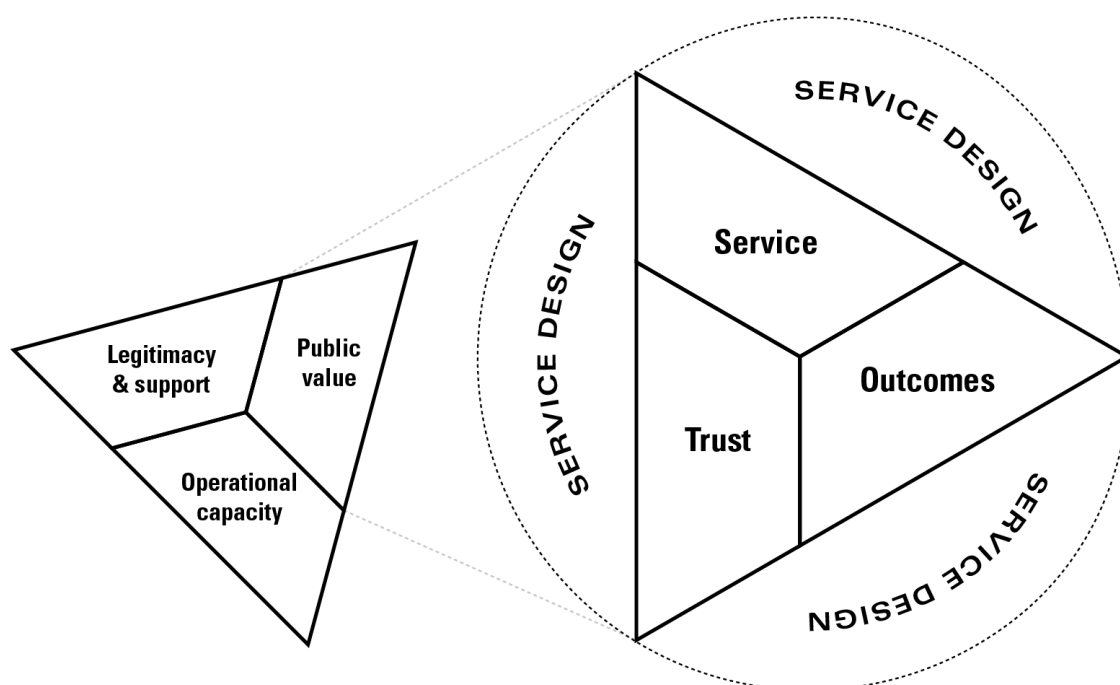 Legitimacy
& support
Public
value
Operational
capacity
SERVICE DESIGN
SERVICE DESIGN
SERVICE DESIGN
Service
Trust
Outcomes